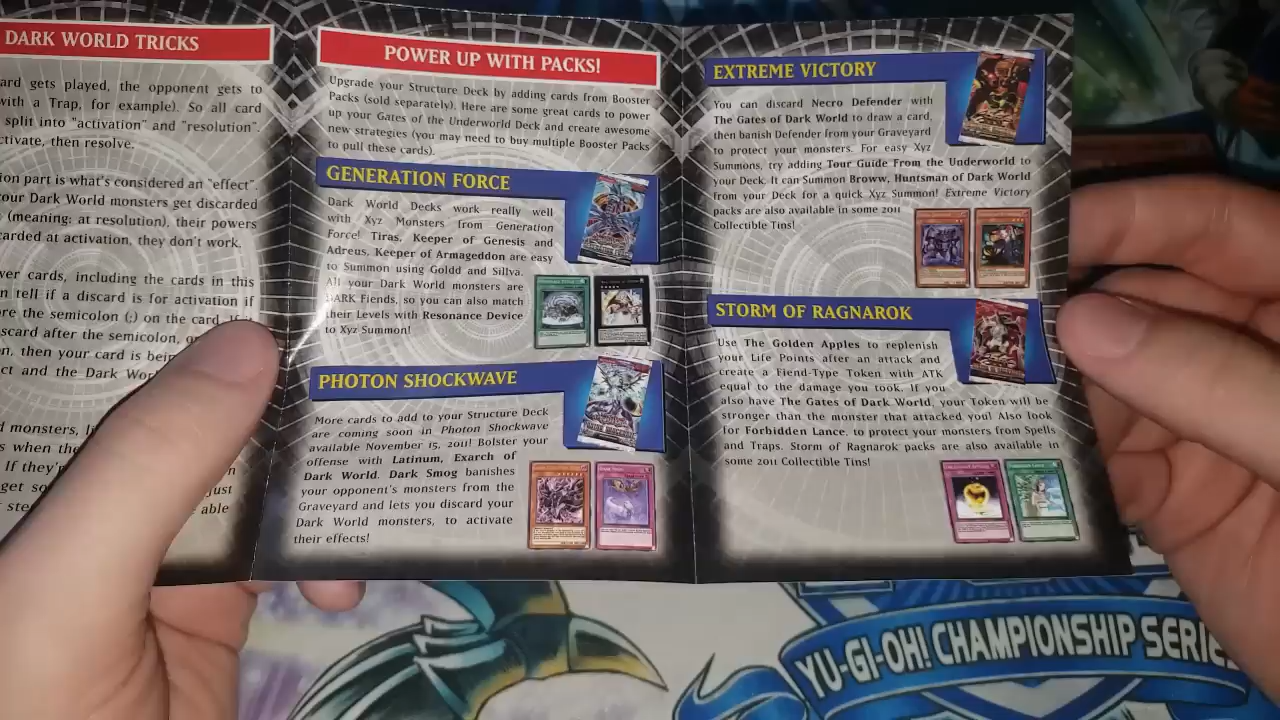 DARK WORLD TRICKS
ard gets played, the opponent gets to
with a Trap, for example). So all card
split into "activation" and "resolution".
ctivate, then resolve.
ion part is what's considered an "effect".
our Dark World monsters get discarded
(meaning: at resolution), their powers
carded at activation, they don't work.
wer cards, including the cards in this
n tell if a discard is for activation if
re the semicolon (;) on the card. If
scard after the semicolon, o
on, then your card is bein
ct and the Dark Wor
d monsters, l
s when the
If they'r
get so
just
able
POWER UP WITH PACKS!
Upgrade your Structure Deck by adding cards from Booster
Packs (sold separately). Here are some great cards to power
up your Gates of the Underworld Deck and create awesome
new strategies (you may need to buy multiple Booster Packs
to pull these cards).
GENERATION FORCE
Dark World Decks work really well
with Xyz Monsters from Generation
Force! Tiras, Keeper of Genesis and
Adreus, Keeper of Armageddon are easy
to Summon using Goldd and Sillva.
All your Dark World monsters are
DARK Fiends, so you can also match
their Levels with Resonance Device
to Xyz Summon!
PHOTON SHOCKWAVE
More cards to add to your Structure Deck
are coming soon in Photon Shockwave
available November 15, 2011! Bolster your
offense with Latinum, Exarch of
Dark World. Dark Smog banishes
your opponent's monsters from the
Graveyard and lets you discard your
Dark World monsters, to activate
their effects!
EXTREME VICTORY
You can discard Necro Defender with
The Gates of Dark World to draw a card,
then banish Defender from your Graveyard
to protect your monsters. For easy Xyz
Summons, try adding Tour Guide From the Underworld to
your Deck. It can Summon Broww, Huntsman of Dark World
from your Deck for a quick Xyz Summon! Extreme Victory
packs are also available in some 2011
Collectible Tins!
STORM OF RAGNAROK
Use The Golden Apples to replenish
your Life Points after an attack and
create a Fiend-Type Token with ATK
equal to the damage you took. If you
also have The Gates of Dark World, your Token will be
stronger than the monster that attacked you! Also look
for Forbidden Lance, to protect your monsters from Spells
and Traps. Storm of Ragnarok packs are also available in
some 2011 Collectible Tins!
YU-GI-OH! CHAMPIONSHIP SERIE